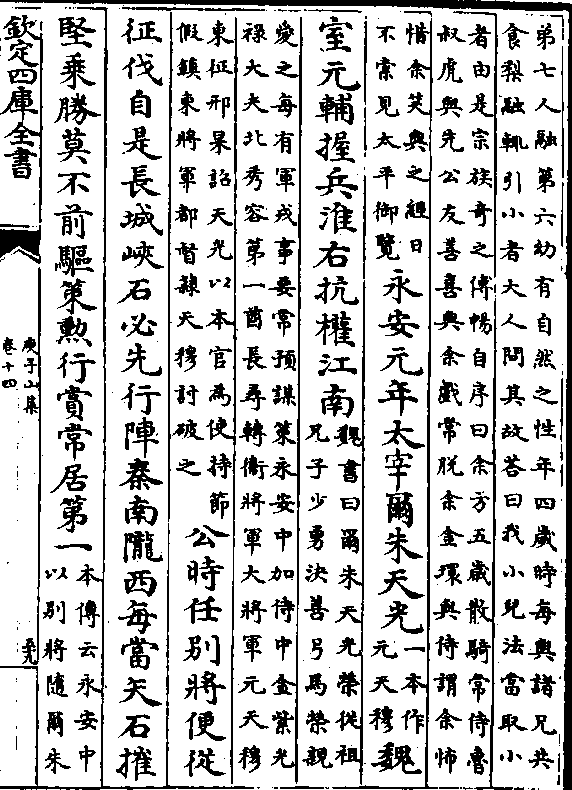 弟七人融第六幼有自然之性年四歲時每與諸兄共
食梨融輒引小者大人問其故荅曰我小兒法當取小
者由是宗族奇之傅暢自序曰余方五歲散騎常侍魯
叔虎與先公友善喜與余戲常脫余金環與侍謂余怖
惜余笑與之經日
不索見太平御覽
永安元年太宰爾朱天光
一本作
元天穆
魏
室元輔握兵淮右抗權江南
魏書曰爾朱天光榮從祖
兄子少勇決善弓馬榮親
愛之每有軍戎事要常預謀策永安中加侍中金紫光
祿大夫北秀容第一酋長尋轉衛將軍大將軍元天穆
東征邢杲詔天光以本官為使持節
假鎮東將軍都督隸天穆討破之
公時任別將便從
征伐自是長城峽石必先行陣秦南隴西每當矢石摧
堅乗勝莫不前驅策勲行賞常居第一
本傳云永安中
以別將隨爾朱
欽定四庫全書
庾子山集
卷十四